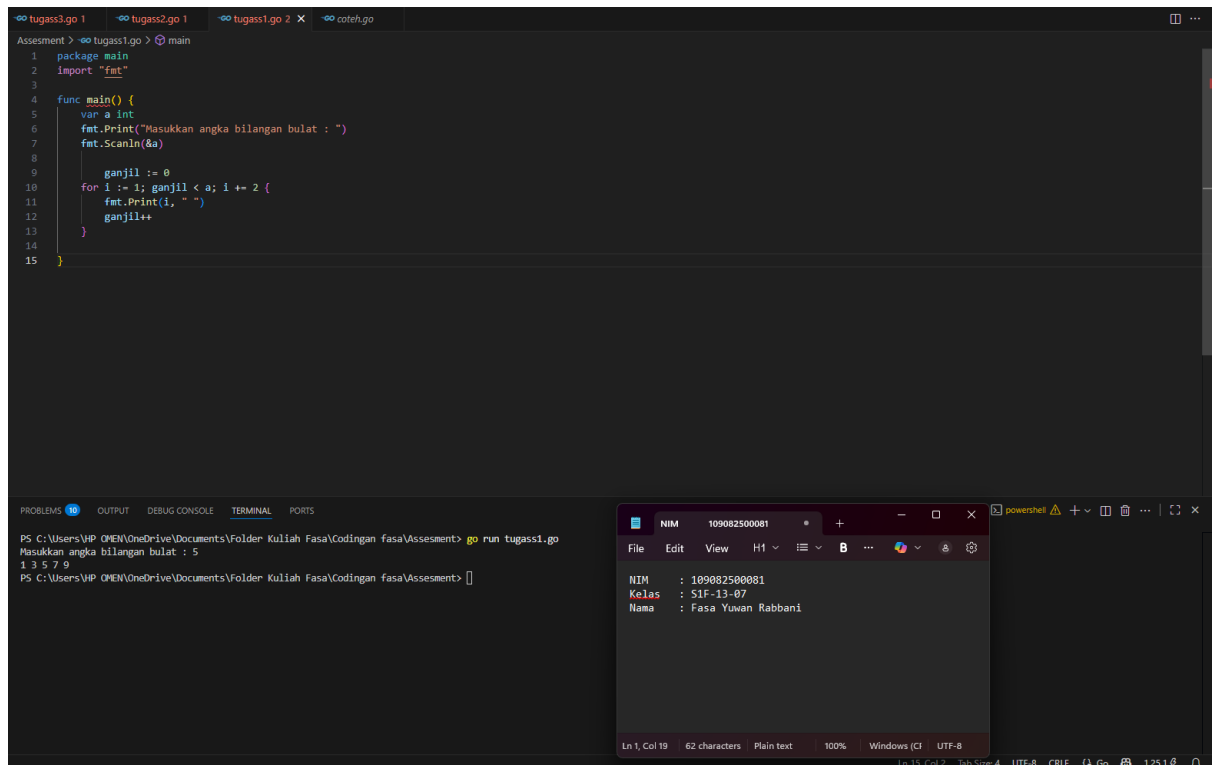 tugass3.go 1 tugass2.go 1 tugass1.go 2 coteh.go
Assesment > tugass1.go > main
1 package main
2 import "fmt"
3
4 func main() {
5 var a int
6 fmt.Print("Masukkan angka bilangan bulat : ")
7 fmt.Scanln(&a)
8
9 ganjil := 0
10 for i := 1; ganjil < a; i += 2 {
11 fmt.Print(i, " ")
12 ganjil++
13 }
14
15 }
PROBLEMS 10 OUTPUT DEBUG CONSOLE TERMINAL PORTS
powershell
PS C:\Users\HP OMEN\OneDrive\Documents\Folder Kuliah Fasa\Codingan fasa\Assesment> go run tugass1.go
Masukkan angka bilangan bulat : 5
1 3 5 7 9
PS C:\Users\HP OMEN\OneDrive\Documents\Folder Kuliah Fasa\Codingan fasa\Assesment>
NIM 109082500081
File Edit View H1 B
NIM : 109082500081
Kelas : S1F-13-07
Nama : Fasa Yuwan Rabbani
Ln 1, Col 19 62 characters Plain text 100% Windows (CI UTF-8
Ln 15, Col 2 Tab Size: 4 UTF-8 CRLF Go